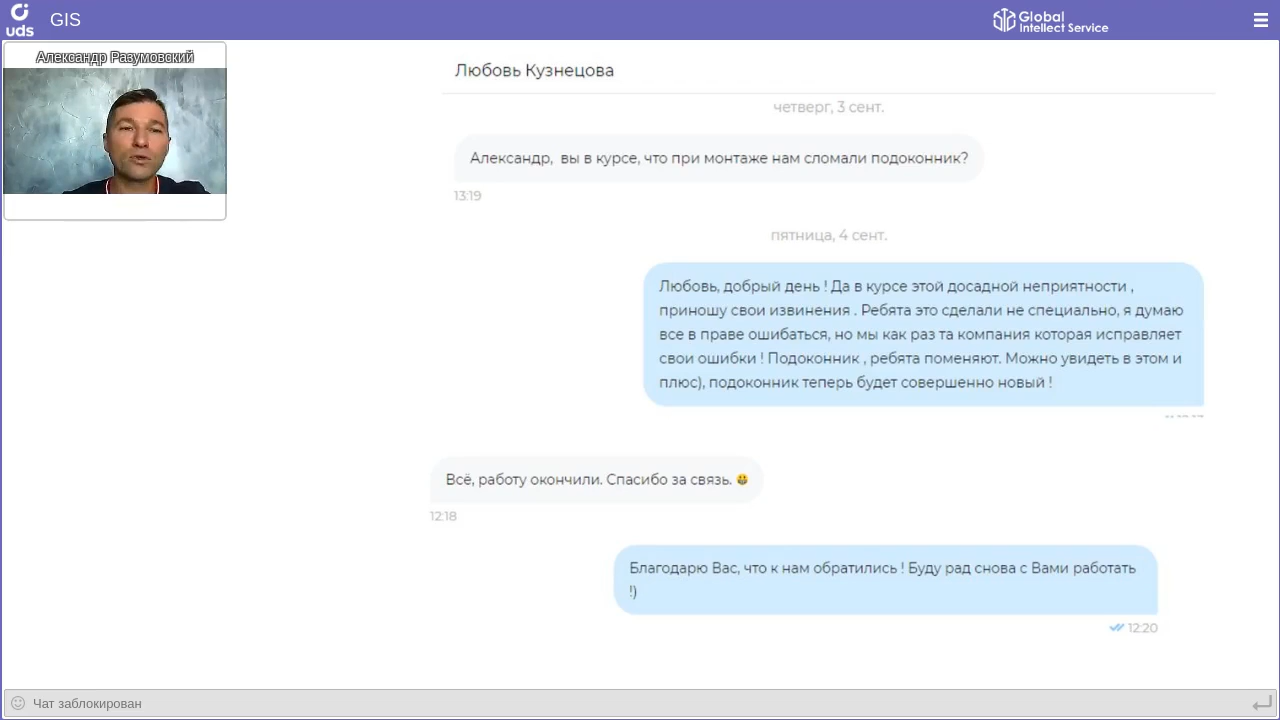 uds
GIS
Global
Intellect Service
Александр Разумовский
Любовь Кузнецова
четверг, 3 сент.
Александр, вы в курсе, что при монтаже нам сломали подоконник?
13:19
пятница, 4 сент.
Любовь, добрый день ! Да в курсе этой досадной неприятности ,
приношу свои извинения . Ребята это сделали не специально, я думаю
все в праве ошибаться, но мы как раз та компания которая исправляет
свои ошибки ! Подоконник , ребята поменяют. Можно увидеть в этом и
плюс), подоконник теперь будет совершенно новый !
Всё, работу окончили. Спасибо за связь.
12:18
Благодарю Вас, что к нам обратились ! Буду рад снова с Вами работать
!)
12:20
Чат заблокирован